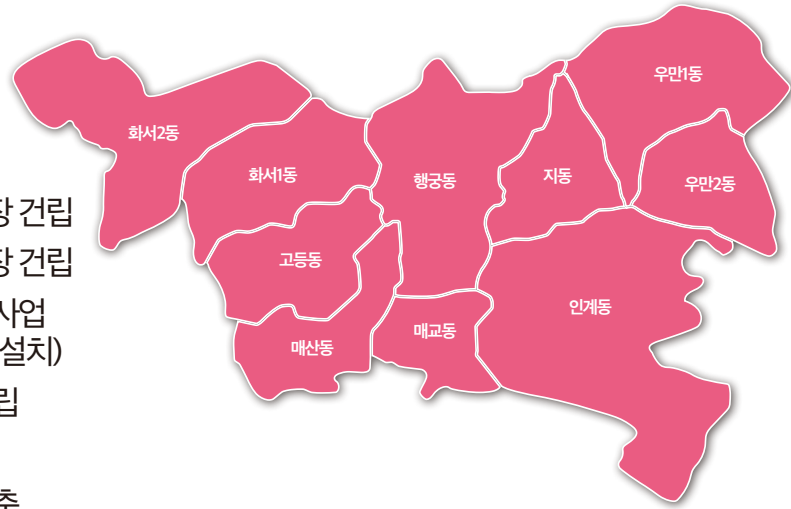 우만1동
화서2동
화서1동
행궁동
지동
우만2동
장 건립
고등동
장 건립
사업
인계동
설치)
매산동
매교동
립
축